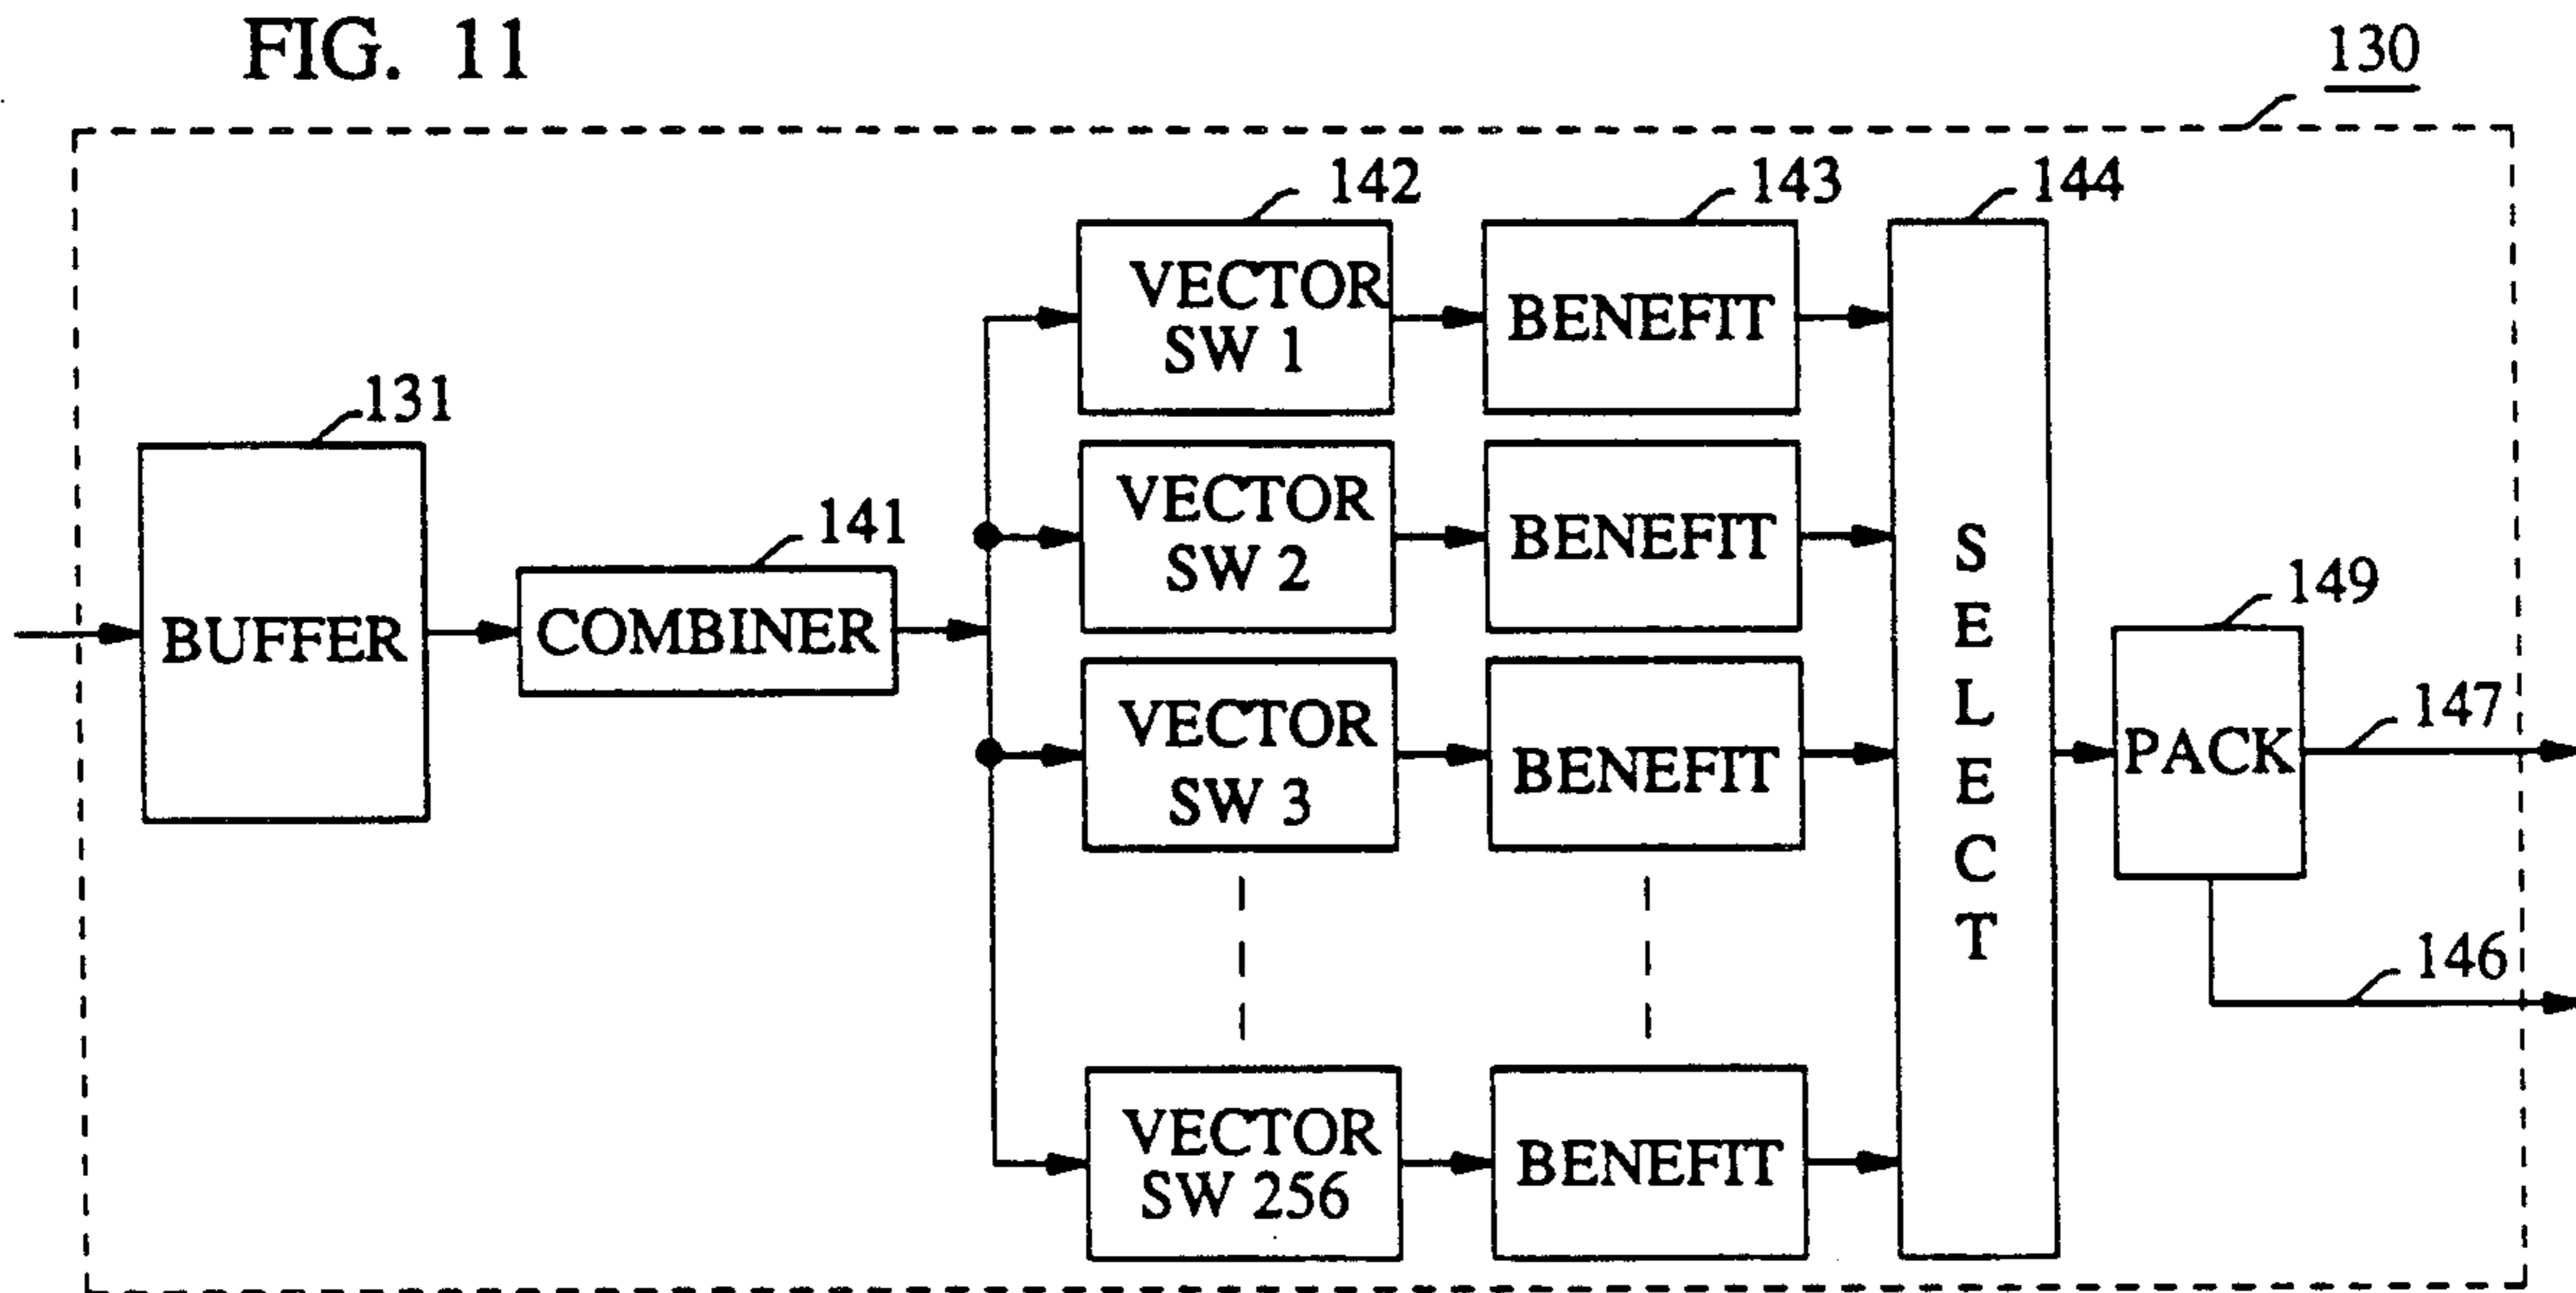 FIG. 11
130
142
143
144
VECTOR
SW 1
BENEFIT
131
BUFFER
141
COMBINER
VECTOR
SW 2
BENEFIT
VECTOR
SW 3
BENEFIT
SELECT
149
PACK
147
146
VECTOR
SW 256
BENEFIT